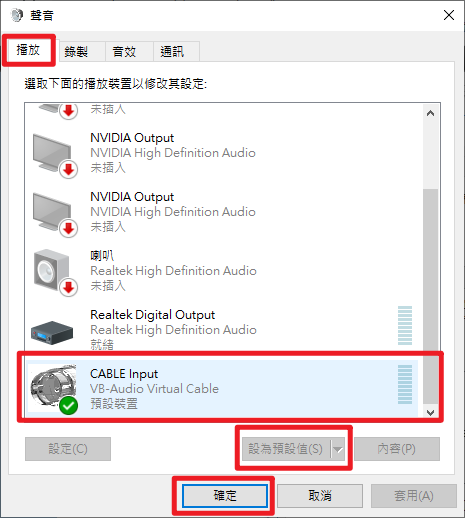 聲音
播放
錄製
音效
通訊
選取下面的播放裝置以修改其設定:
未插入
NVIDIA Output
NVIDIA High Definition Audio
未插入
NVIDIA Output
NVIDIA High Definition Audio
未插入
喇叭
Realtek High Definition Audio
未插入
Realtek Digital Output
Realtek High Definition Audio
就緒
CABLE Input
VB-Audio Virtual Cable
預設裝置
設定(C)
設為預設值(S)
內容(P)
確定
取消
套用(A)